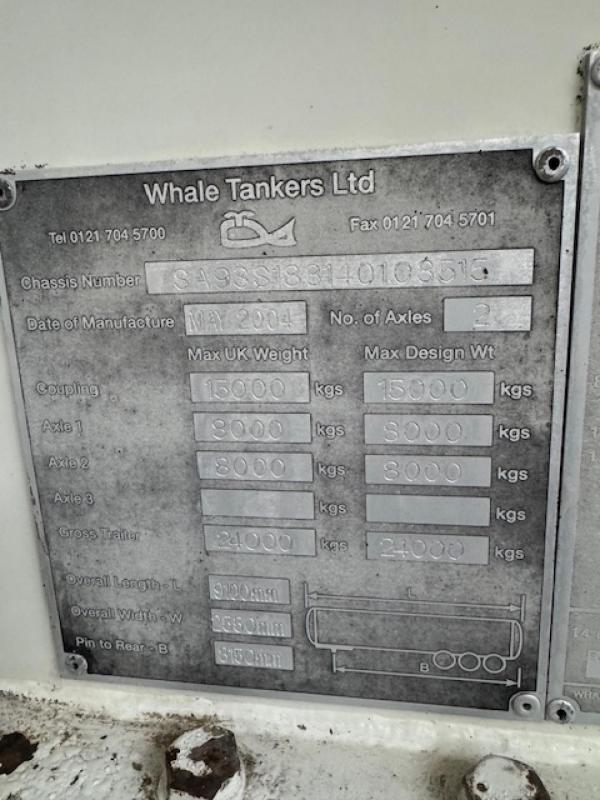 Whale Tankers Ltd
Tel 0121 704 5700 Fax 0121 704 5701
Chassis Number
Date of Manufacture MAY 2004 No. of Axles 2
Max UK Weight Max Design Wt
Coupling 15000 kgs 15000 kgs
Axle 1 8000 kgs 8000 kgs
Axle 2 8000 kgs 8000 kgs
Axle 3 kgs kgs
Gross Trailer 24000 kgs 24000 kgs
Overall Length - L L
Overall Width - W
Pin to Rear - B B